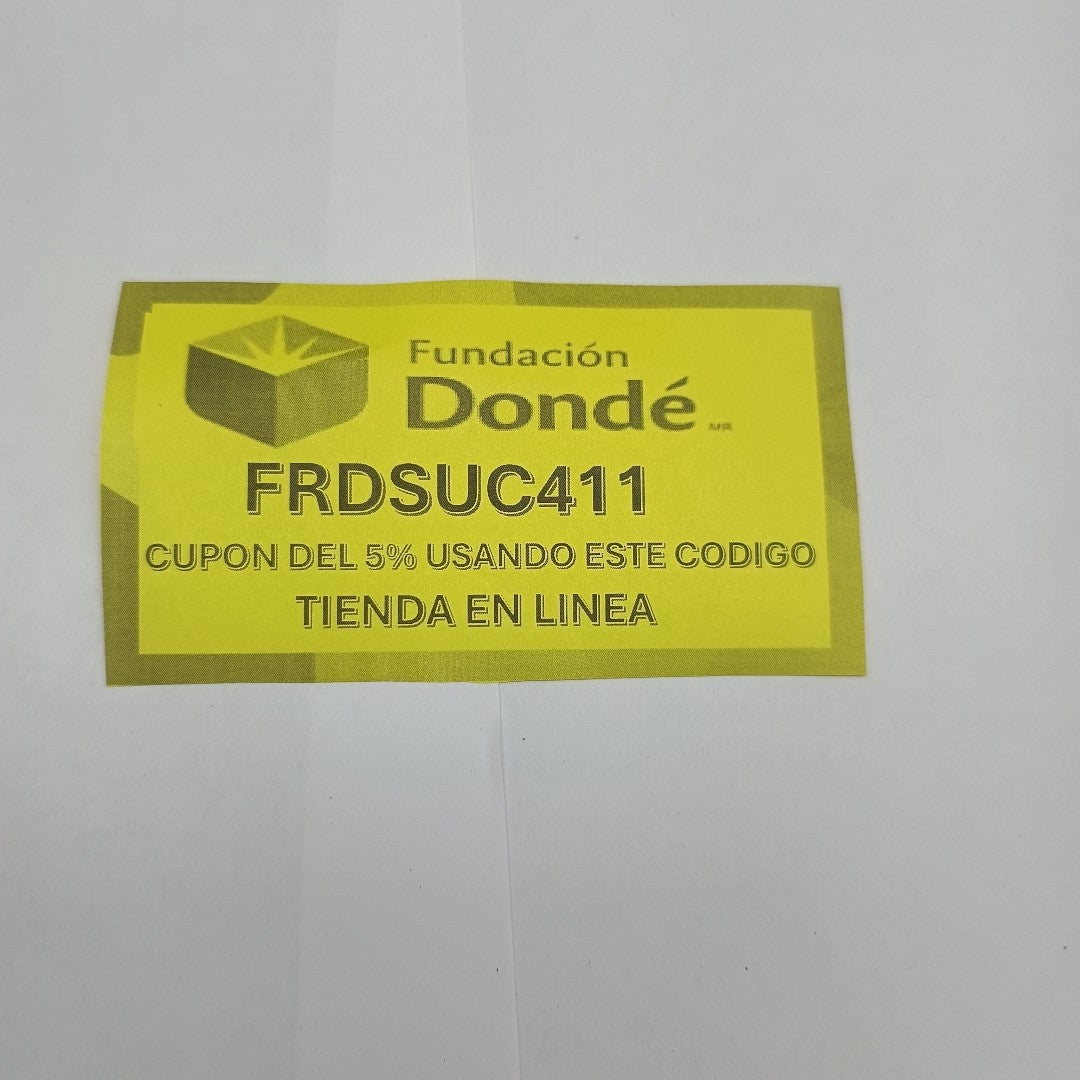 Fundación
Dondé MR
FRDSUC411
CUPON DEL 5% USANDO ESTE CODIGO
TIENDA EN LINEA